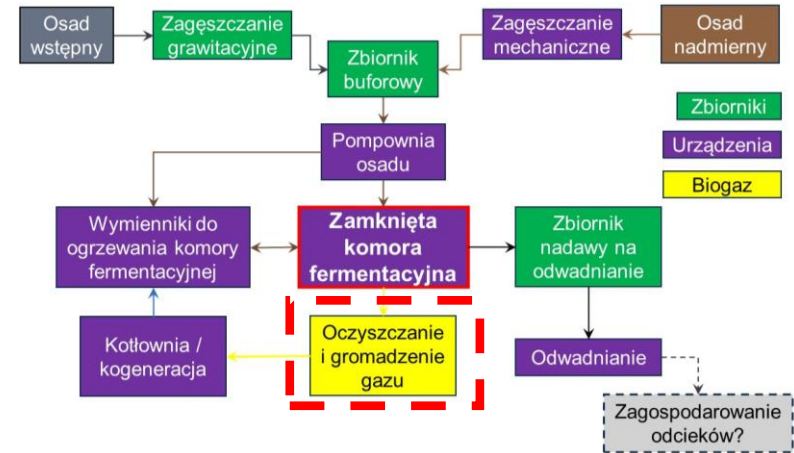 Osad
wstępny
Zagęszczanie
grawitacyjne
Zbiornik
buforowy
Zagęszczanie
mechaniczne
Osad
nadmierny
Zbiorniki
Urządzenia
Biogaz
Pompownia
osadu
Wymienniki do
ogrzewania komory
fermentacyjnej
Zamknięta
komora
fermentacyjna
Zbiornik
nadawy na
odwadnianie
Kotłownia /
kogeneracja
Oczyszczanie
i gromadzenie
gazu
Odwadnianie
Zagospodarowanie
odcieków?